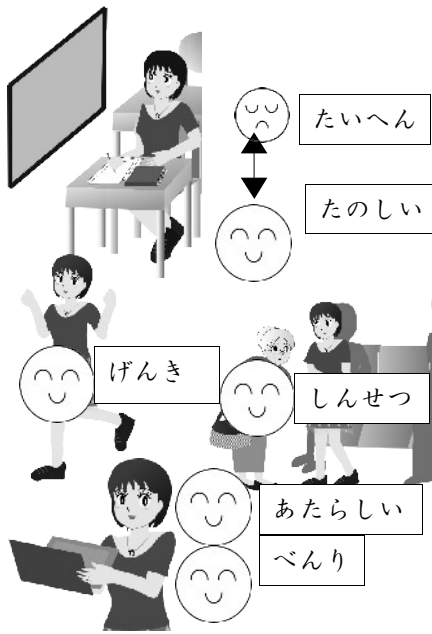 たいへん
たのしい
げんき
しんせつ
あたらしい
べんり